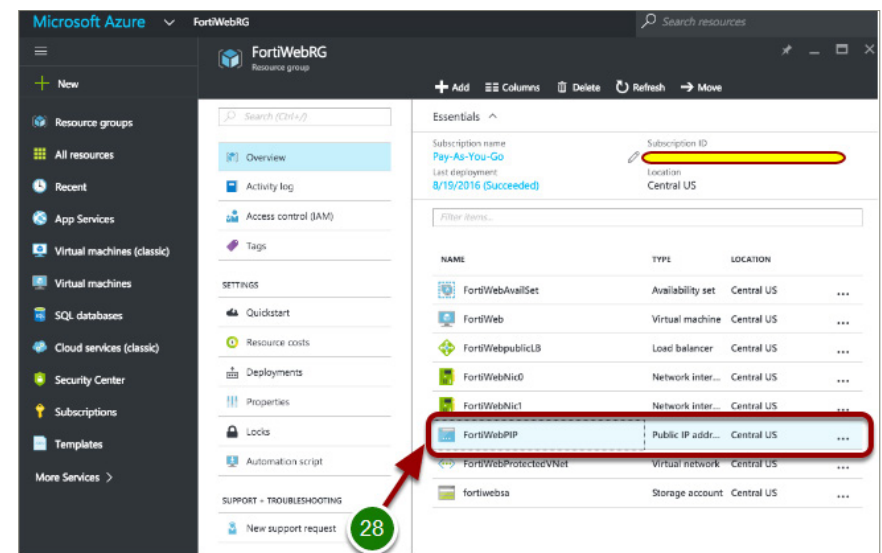 Microsoft Azure FortiWebRG Search resources
FortiWebRG
Resource group
New
Add Columns Delete Refresh Move
Resource groups
All resources
Recent
App Services
Virtual machines (classic)
Virtual machines
SQL databases
Cloud services (classic)
Security Center
Subscriptions
Templates
More Services >
Search (Ctrl+/)
Overview
Activity log
Access control (IAM)
Tags
SETTINGS
Quickstart
Resource costs
Deployments
Properties
Locks
Automation script
SUPPORT + TROUBLESHOOTING
New support request
28
Essentials
Subscription name Subscription ID
Pay-As-You-Go
Last deployment Location
8/19/2016 (Succeeded) Central US
Filter items...
NAME TYPE LOCATION
FortiWebAvailSet Availability set Central US ...
FortiWeb Virtual machine Central US ...
FortiWebpublicLB Load balancer Central US ...
FortiWebNic0 Network inter... Central US ...
FortiWebNic1 Network inter... Central US ...
FortiWebPIP Public IP addr... Central US ...
FortiWebProtectedVNet Virtual network Central US ...
fortiwebsa Storage account Central US ...